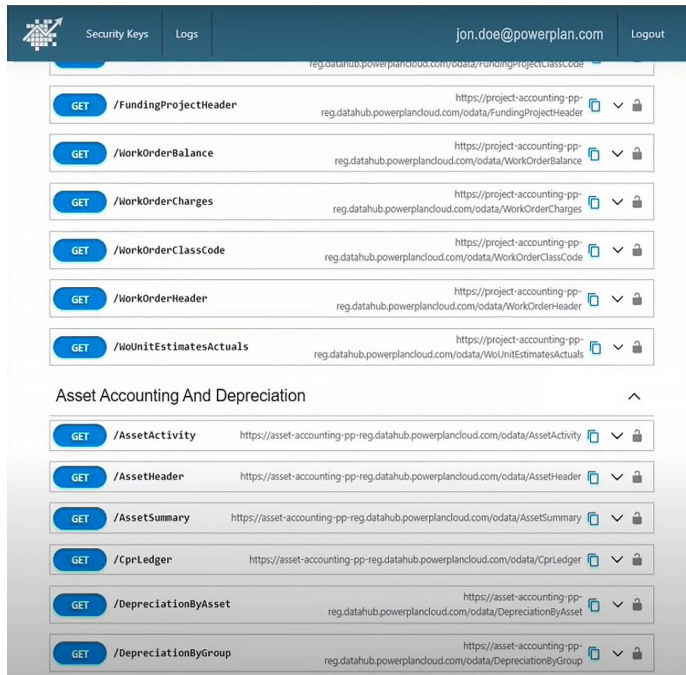 Security Keys
Logs
jon.doe@powerplan.com
Logout
reg.datahub.powerplancloud.com/odata/FundingProjectClassCode
GET /FundingProjectHeader https://project-accounting-pp-
reg.datahub.powerplancloud.com/odata/FundingProjectHeader
GET /WorkOrderBalance https://project-accounting-pp-
reg.datahub.powerplancloud.com/odata/WorkOrderBalance
GET /WorkOrderCharges https://project-accounting-pp-
reg.datahub.powerplancloud.com/odata/WorkOrderCharges
GET /WorkOrderClassCode https://project-accounting-pp-
reg.datahub.powerplancloud.com/odata/WorkOrderClassCode
GET /WorkOrderHeader https://project-accounting-pp-
reg.datahub.powerplancloud.com/odata/WorkOrderHeader
GET /WoUnitEstimatesActuals https://project-accounting-pp-
reg.datahub.powerplancloud.com/odata/WoUnitEstimatesActuals
Asset Accounting And Depreciation
GET /AssetActivity https://asset-accounting-pp-reg.datahub.powerplancloud.com/odata/AssetActivity
GET /AssetHeader https://asset-accounting-pp-reg.datahub.powerplancloud.com/odata/AssetHeader
GET /AssetSummary https://asset-accounting-pp-reg.datahub.powerplancloud.com/odata/AssetSummary
GET /CprLedger https://asset-accounting-pp-reg.datahub.powerplancloud.com/odata/CprLedger
GET /DepreciationByAsset https://asset-accounting-pp-
reg.datahub.powerplancloud.com/odata/DepreciationByAsset
GET /DepreciationByGroup https://asset-accounting-pp-
reg.datahub.powerplancloud.com/odata/DepreciationByGroup